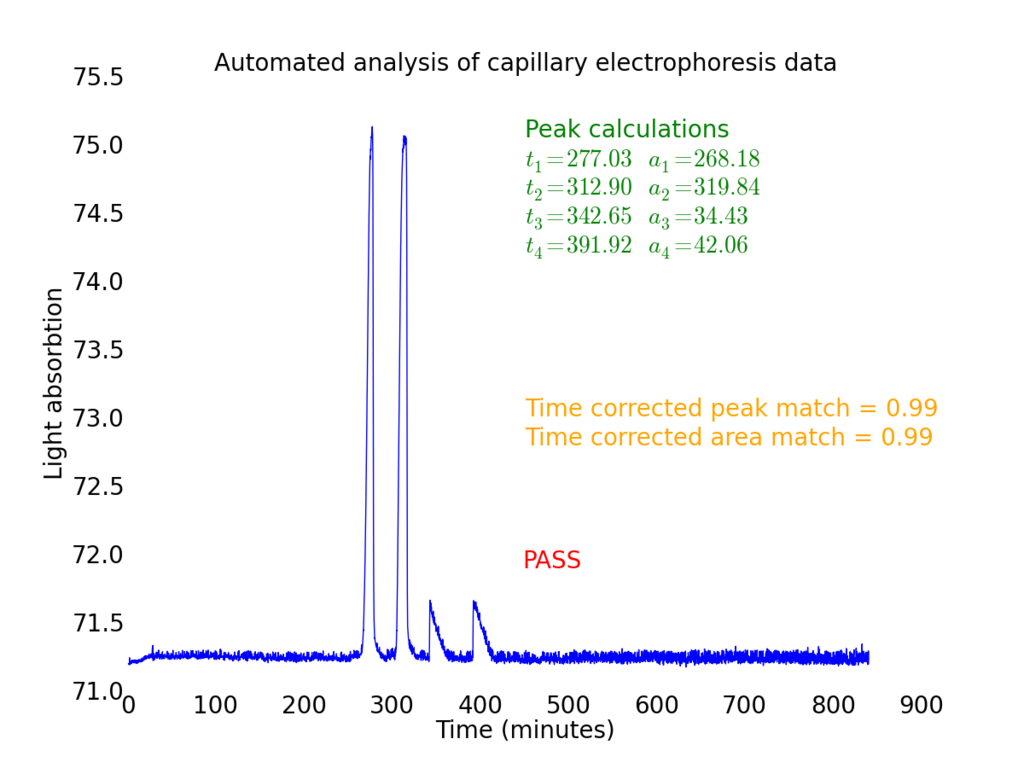 Automated analysis of capillary electrophoresis data
75.5
75.0
74.5
74.0
73.5
73.0
72.5
72.0
71.5
71.0
Light absorbtion
Peak calculations
t₁=277.03 a₁=268.18
t₂=312.90 a₂=319.84
t₃=342.65 a₃=34.43
t₄=391.92 a₄=42.06
Time corrected peak match = 0.99
Time corrected area match = 0.99
PASS
0 100 200 300 400 500 600 700 800 900
Time (minutes)